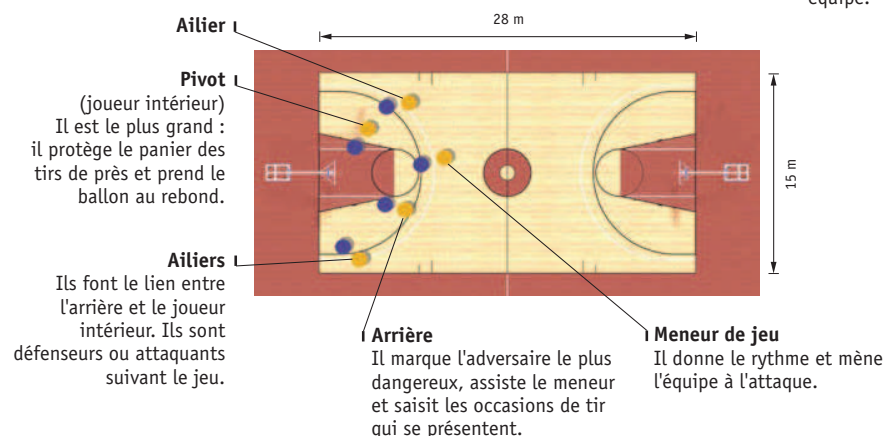 équipe.
28 m
Ailier
Pivot
(joueur intérieur)
Il est le plus grand :
il protège le panier des
tirs de près et prend le
ballon au rebond.
15 m
Ailiers
Ils font le lien entre
l'arrière et le joueur
intérieur. Ils sont
défenseurs ou attaquants
suivant le jeu.
Arrière
Il marque l'adversaire le plus
dangereux, assiste le meneur
et saisit les occasions de tir
qui se présentent.
Meneur de jeu
Il donne le rythme et mène
l'équipe à l'attaque.